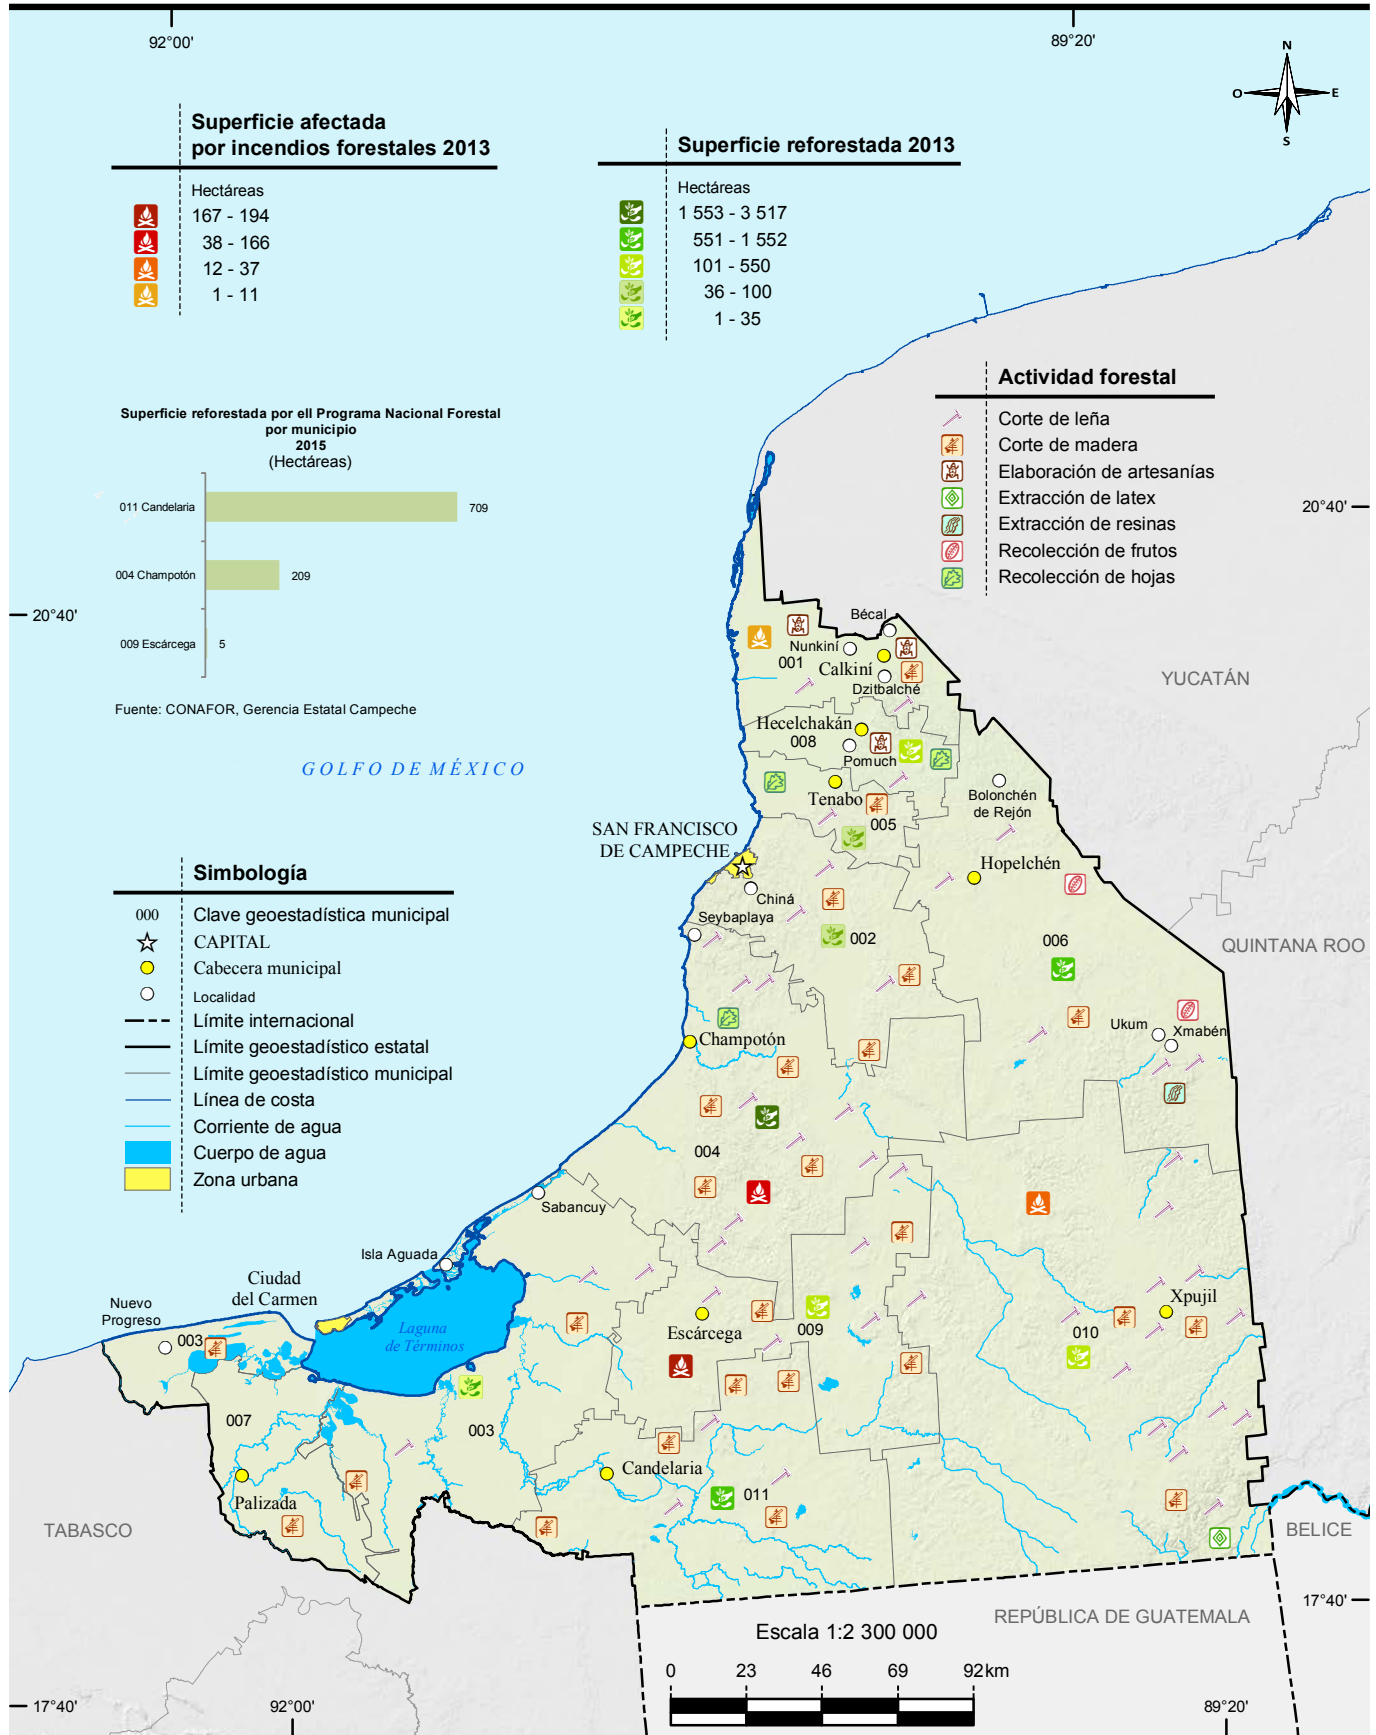 92°00'
89°20'
N
O
E
S
Superficie afectada
por incendios forestales 2013
Hectáreas
167 - 194
38 - 166
12 - 37
1 - 11
Superficie reforestada 2013
Hectáreas
1 553 - 3 517
551 - 1 552
101 - 550
36 - 100
1 - 35
Actividad forestal
Corte de leña
Corte de madera
Elaboración de artesanías
Extracción de latex
Extracción de resinas
Recolección de frutos
Recolección de hojas
Superficie reforestada por ell Programa Nacional Forestal
por municipio
2015
(Hectáreas)
011 Candelaria
709
004 Champotón
209
009 Escárcega
5
Fuente: CONAFOR, Gerencia Estatal Campeche
20°40'
20°40'
GOLFO DE MÉXICO
YUCATÁN
QUINTANA ROO
Bécal
Nunkiní
001
Calkiní
Dzitbalché
Hecelchakán
008
Pomuch
Tenabo
005
Bolonchén
de Rejón
SAN FRANCISCO
DE CAMPECHE
Hopelchén
Chiná
Seybaplaya
002
006
Ukum
Xmabén
Champotón
004
Simbología
000
Clave geoestadística municipal
CAPITAL
Cabecera municipal
Localidad
Límite internacional
Límite geoestadístico estatal
Límite geoestadístico municipal
Línea de costa
Corriente de agua
Cuerpo de agua
Zona urbana
Sabancuy
Isla Aguada
Ciudad
del Carmen
Nuevo
Progreso
003
Laguna
de Términos
Escárcega
009
Xpujil
010
007
003
Palizada
Candelaria
011
TABASCO
BELICE
REPÚBLICA DE GUATEMALA
17°40'
Escala 1:2 300 000
0
23
46
69
92 km
17°40'
92°00'
89°20'